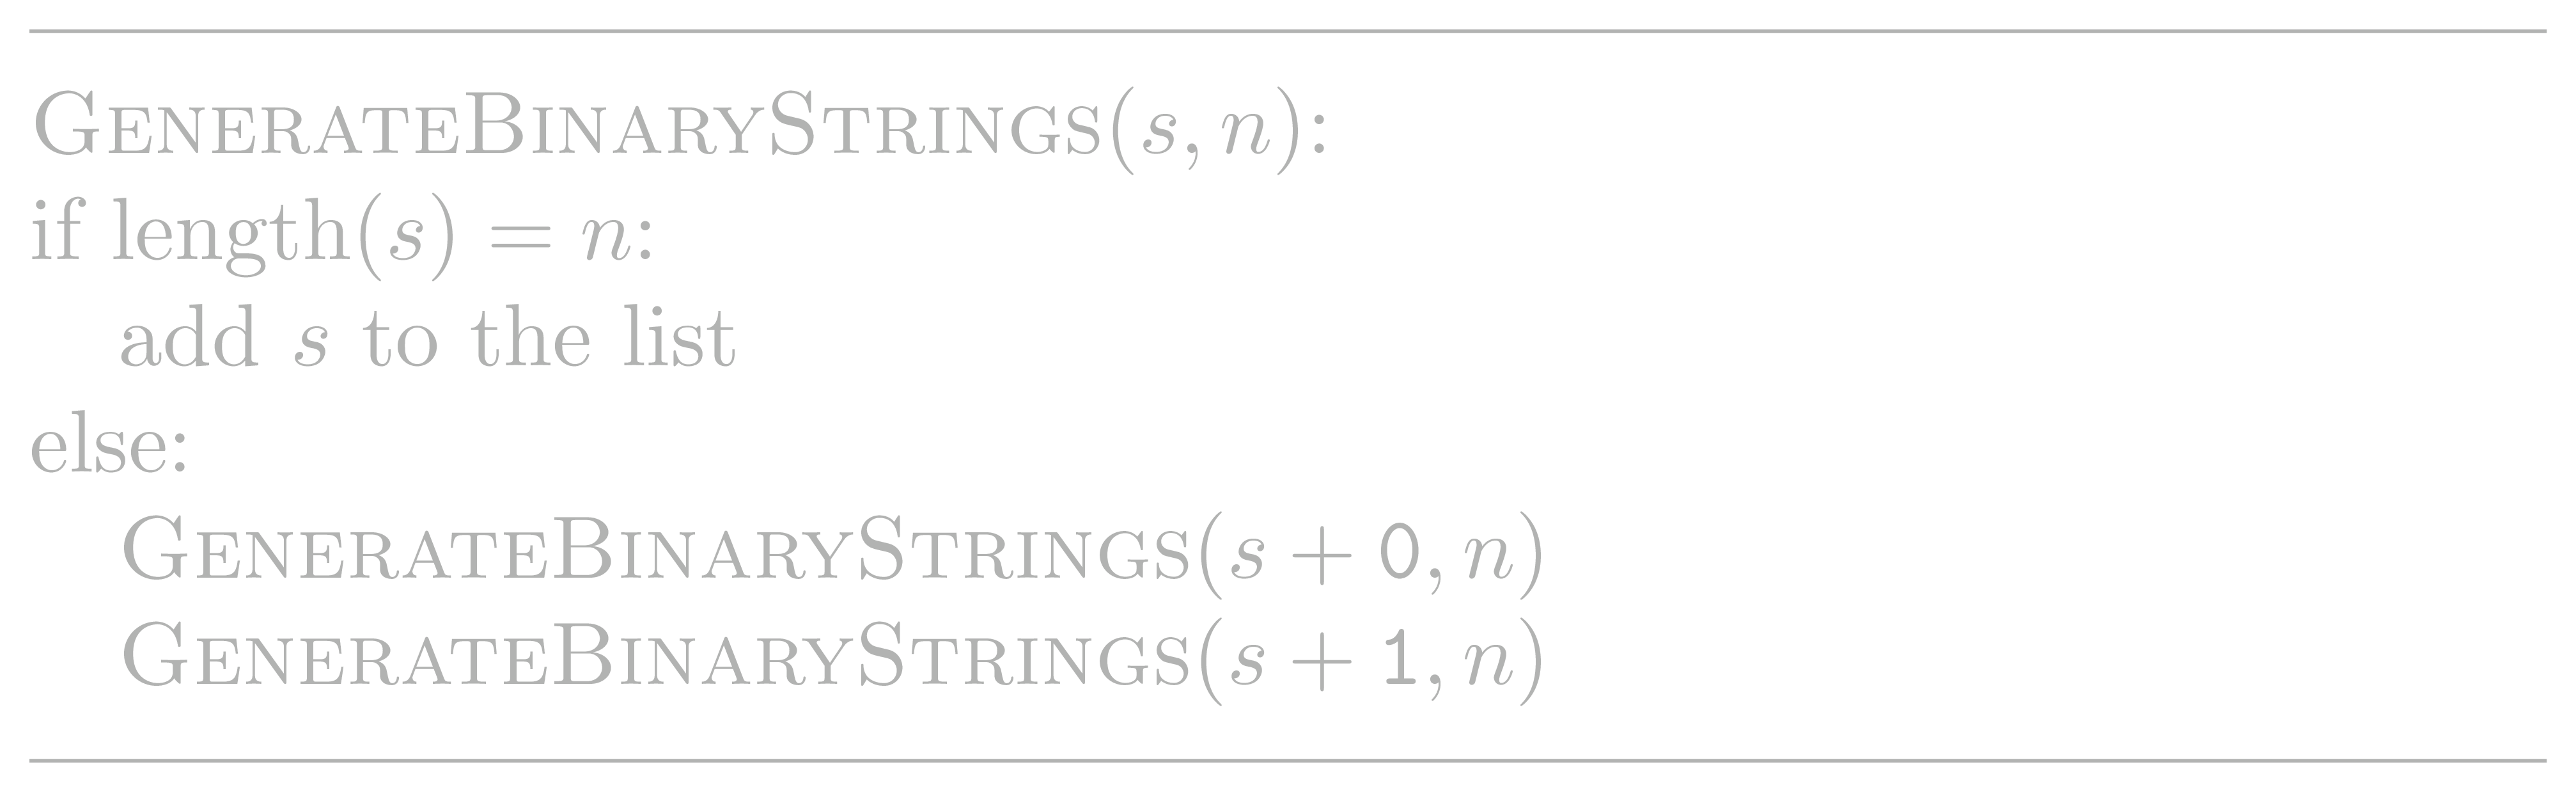 GENERATEBINARYSTRINGS(s, n):
if length(s) = n:
add s to the list
else:
GENERATEBINARYSTRINGS(s + 0, n)
GENERATEBINARYSTRINGS(s + 1, n)